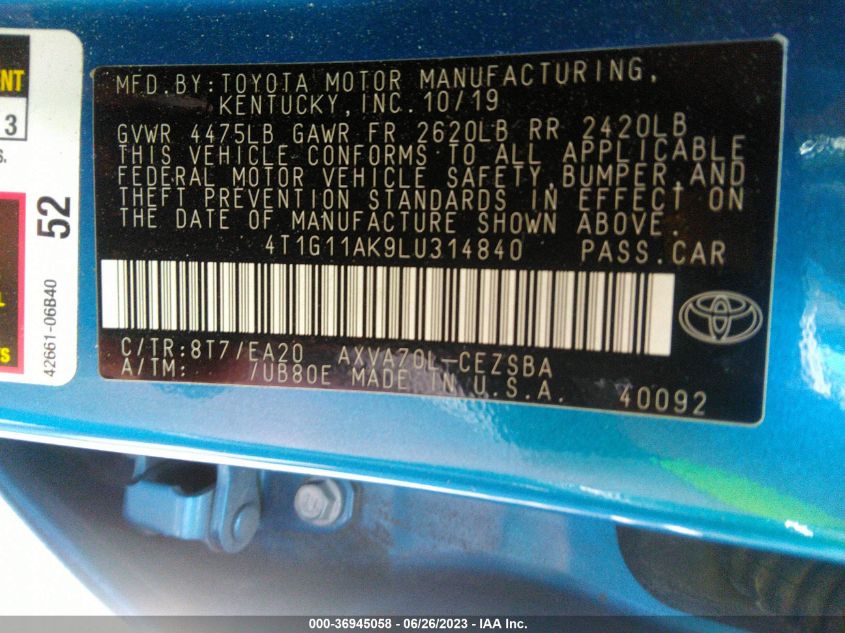 ENT
3
S.
52
42661-06B40
L
TS
MFD.BY:TOYOTA MOTOR MANUFACTURING,
KENTUCKY,INC.10/19
GVWR 4475LB GAWR FR 2620LB RR 2420LB
THIS VEHICLE CONFORMS TO ALL APPLICABLE
FEDERAL MOTOR VEHICLE SAFETY,BUMPER,AND
THEFT PREVENTION STANDARDS IN EFFECT ON
THE DATE OF MANUFACTURE SHOWN ABOVE.
4T1G11AK9LU314840 PASS.CAR
C/TR:8T7/EA20 AXVA70L-CEZSBA
A/TM: /UB80E MADE IN U.S.A.
40092
000-36945058 - 06/26/2023 - IAA Inc.